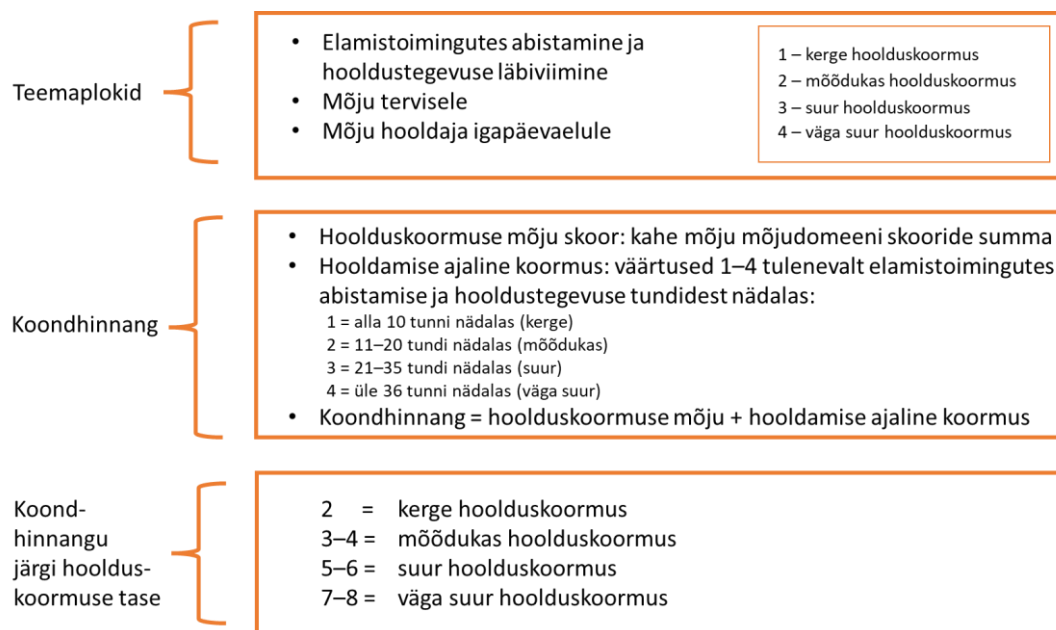 Teemaplokid
• Elamistoimingutes abistamine ja
hooldustegevuse läbiviimine
• Mõju tervisele
• Mõju hooldaja igapäevaelule
1 – kerge hoolduskoormus
2 – mõõdukas hoolduskoormus
3 – suur hoolduskoormus
4 – väga suur hoolduskoormus
Koondhinnang
• Hoolduskoormuse mõju skoor: kahe mõju mõjudomeeni skooride summa
• Hooldamise ajaline koormus: väärtused 1–4 tulenevalt elamistoimingutes
abistamise ja hooldustegevuse tundidest nädalas:
1 = alla 10 tunni nädalas (kerge)
2 = 11–20 tundi nädalas (mõõdukas)
3 = 21–35 tundi nädalas (suur)
4 = üle 36 tunni nädalas (väga suur)
• Koondhinnang = hoolduskoormuse mõju + hooldamise ajaline koormus
Koond-
hinnangu
järgi hooldus-
koormuse tase
2 = kerge hoolduskoormus
3–4 = mõõdukas hoolduskoormus
5–6 = suur hoolduskoormus
7–8 = väga suur hoolduskoormus